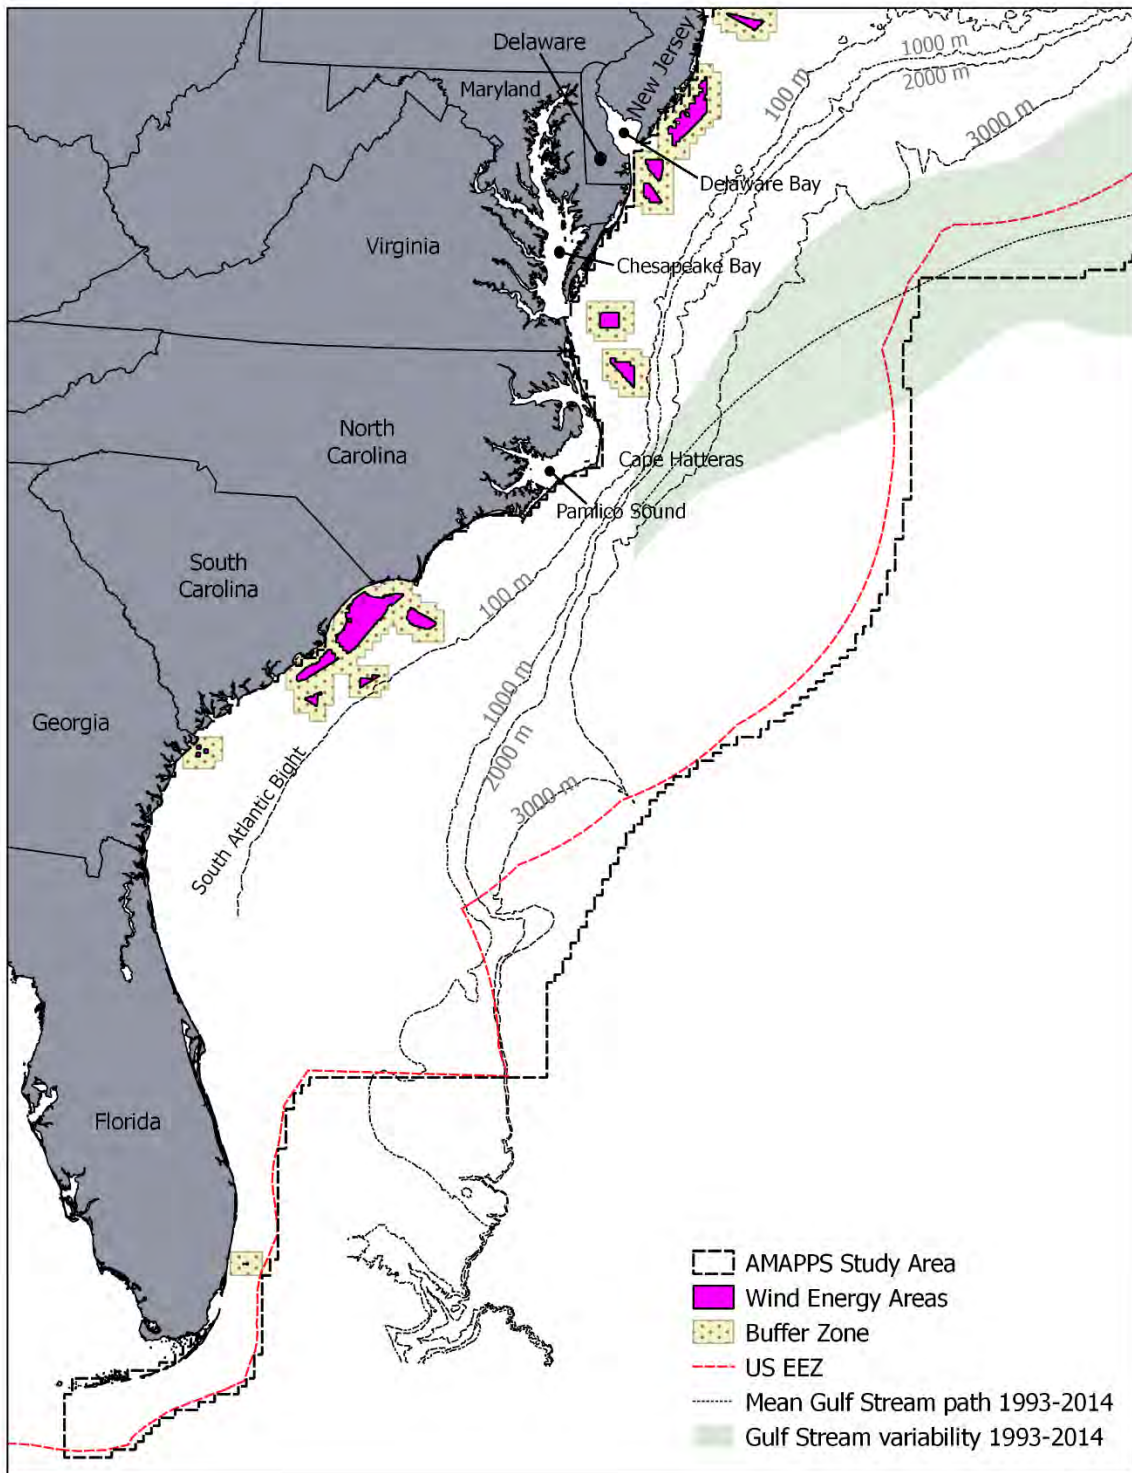 Delaware
New Jersey
Maryland
1000 m
2000 m
100 m
3000 m
Delaware Bay
Virginia
Chesapeake Bay
North
Carolina
Cape Hatteras
Pamlico Sound
South
Carolina
100 m
1000 m
2000 m
3000 m
Georgia
South Atlantic Bight
Florida
AMAPPS Study Area
Wind Energy Areas
Buffer Zone
US EEZ
Mean Gulf Stream path 1993-2014
Gulf Stream variability 1993-2014